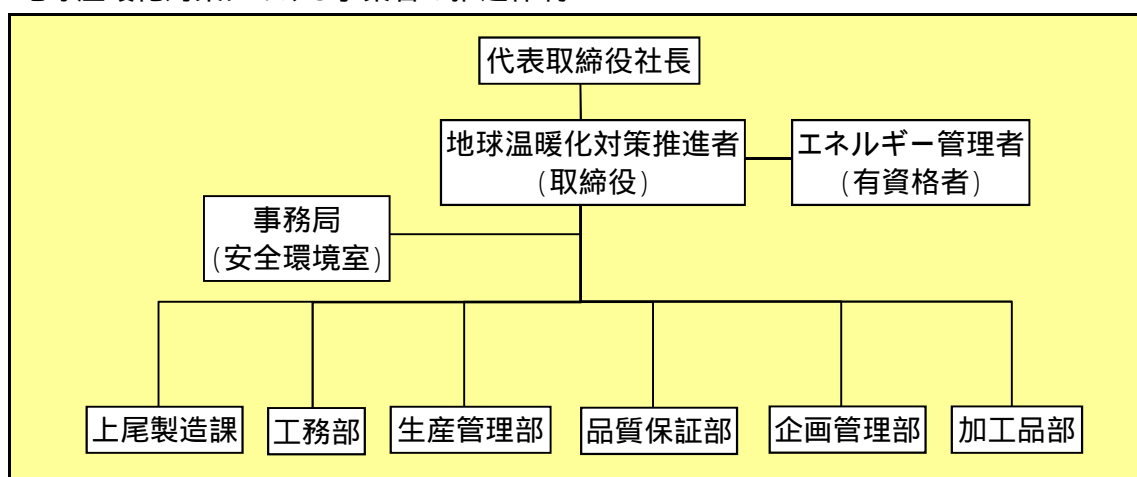 代表取締役社長
地球温暖化対策推進者
(取締役)
エネルギー管理者
(有資格者)
事務局
(安全環境室)
上尾製造課
工務部
生産管理部
品質保証部
企画管理部
加工品部